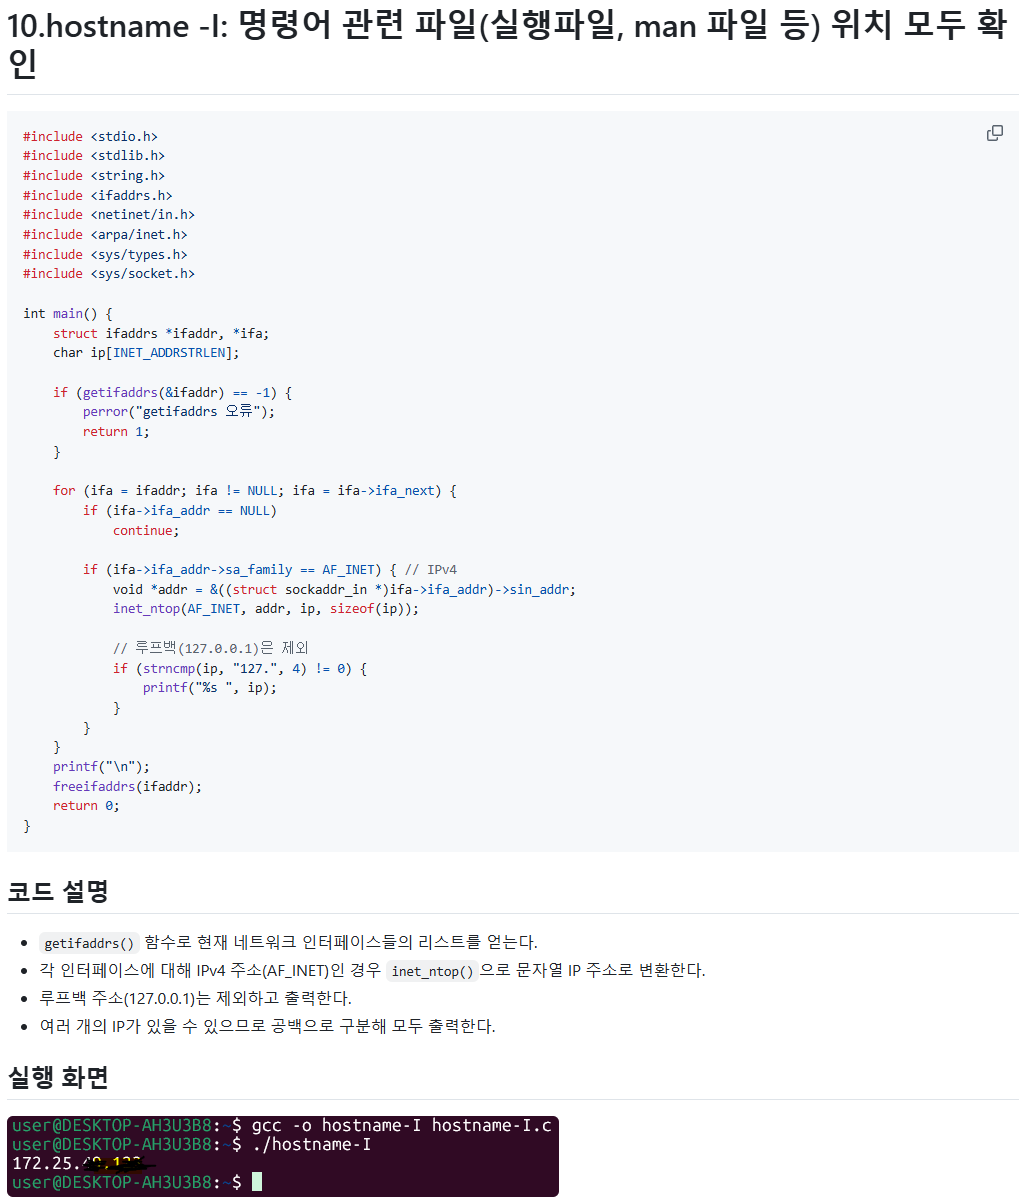 10.hostname -I: 명령어 관련 파일(실행파일, man 파일 등) 위치 모두 확
인
#include <stdio.h>
#include <stdlib.h>
#include <string.h>
#include <ifaddrs.h>
#include <netinet/in.h>
#include <arpa/inet.h>
#include <sys/types.h>
#include <sys/socket.h>
int main() {
    struct ifaddrs *ifaddr, *ifa;
    char ip[INET_ADDRSTRLEN];
    if (getifaddrs(&ifaddr) == -1) {
        perror("getifaddrs 오류");
        return 1;
    }
    for (ifa = ifaddr; ifa != NULL; ifa = ifa->ifa_next) {
        if (ifa->ifa_addr == NULL)
            continue;
        if (ifa->ifa_addr->sa_family == AF_INET) { // IPv4
            void *addr = &((struct sockaddr_in *)ifa->ifa_addr)->sin_addr;
            inet_ntop(AF_INET, addr, ip, sizeof(ip));
            // 루프백(127.0.0.1)은 제외
            if (strncmp(ip, "127.", 4) != 0) {
                printf("%s ", ip);
            }
        }
    }
    printf("\n");
    freeifaddrs(ifaddr);
    return 0;
}
코드 설명
• getifaddrs() 함수로 현재 네트워크 인터페이스들의 리스트를 얻는다.
• 각 인터페이스에 대해 IPv4 주소(AF_INET)인 경우 inet_ntop()으로 문자열 IP 주소로 변환한다.
• 루프백 주소(127.0.0.1)는 제외하고 출력한다.
• 여러 개의 IP가 있을 수 있으므로 공백으로 구분해 모두 출력한다.
실행 화면
user@DESKTOP-AH3U3B8:~$ gcc -o hostname-I hostname-I.c
user@DESKTOP-AH3U3B8:~$ ./hostname-I
172.25.
user@DESKTOP-AH3U3B8:~$